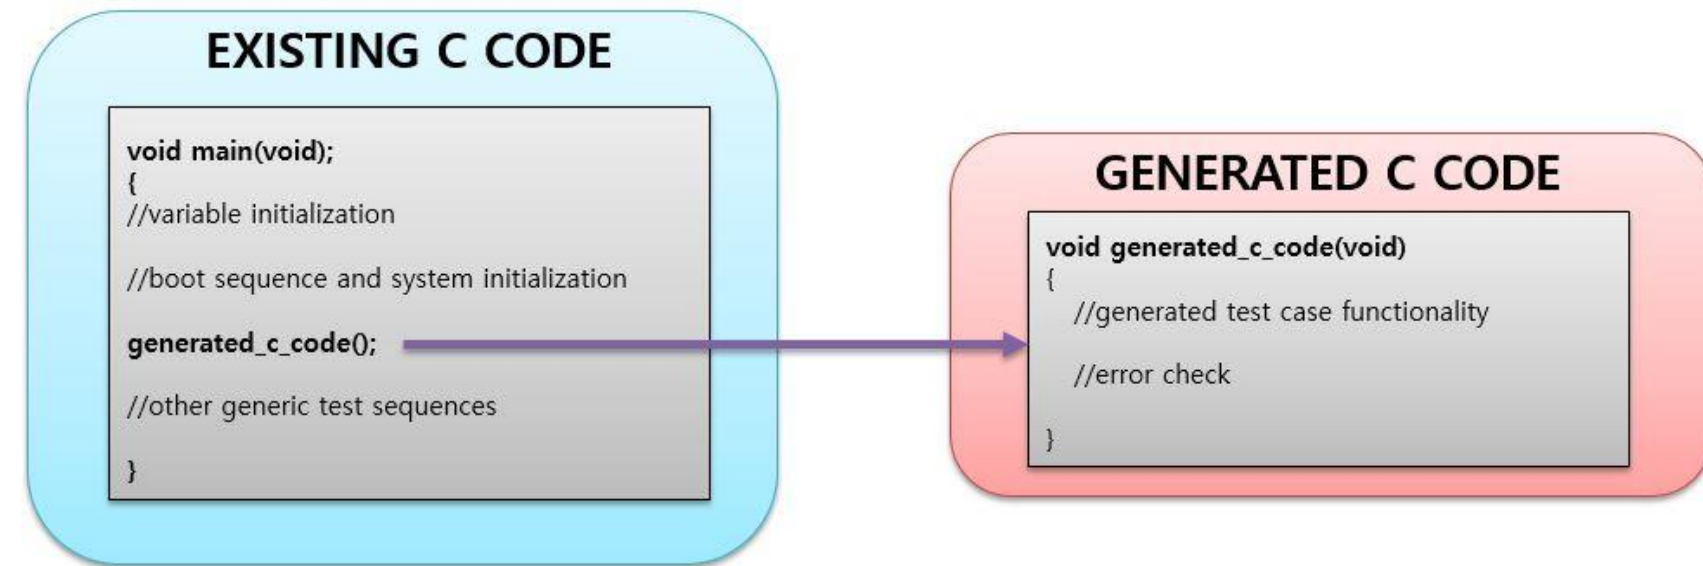 EXISTING C CODE
void main(void);
{
//variable initialization
//boot sequence and system initialization
generated_c_code();
//other generic test sequences
}
GENERATED C CODE
void generated_c_code(void)
{
//generated test case functionality
//error check
}